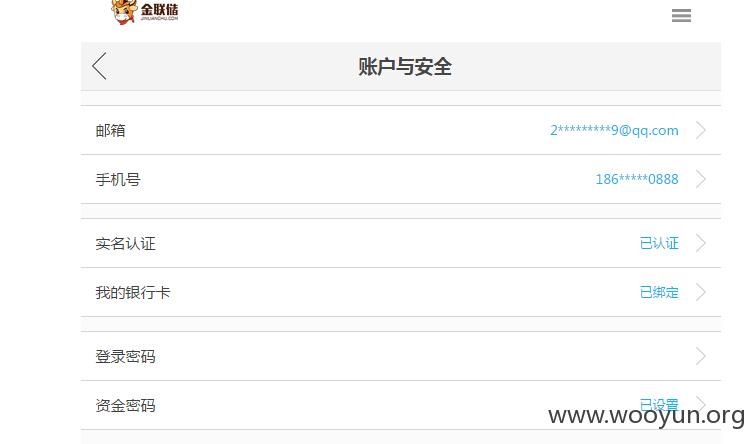 金联储
JINLIANCHU.COM
账户与安全
邮箱 2*********9@qq.com
手机号 186*****0888
实名认证 已认证
我的银行卡 已绑定
登录密码
资金密码 已设置
www.wooyun.org